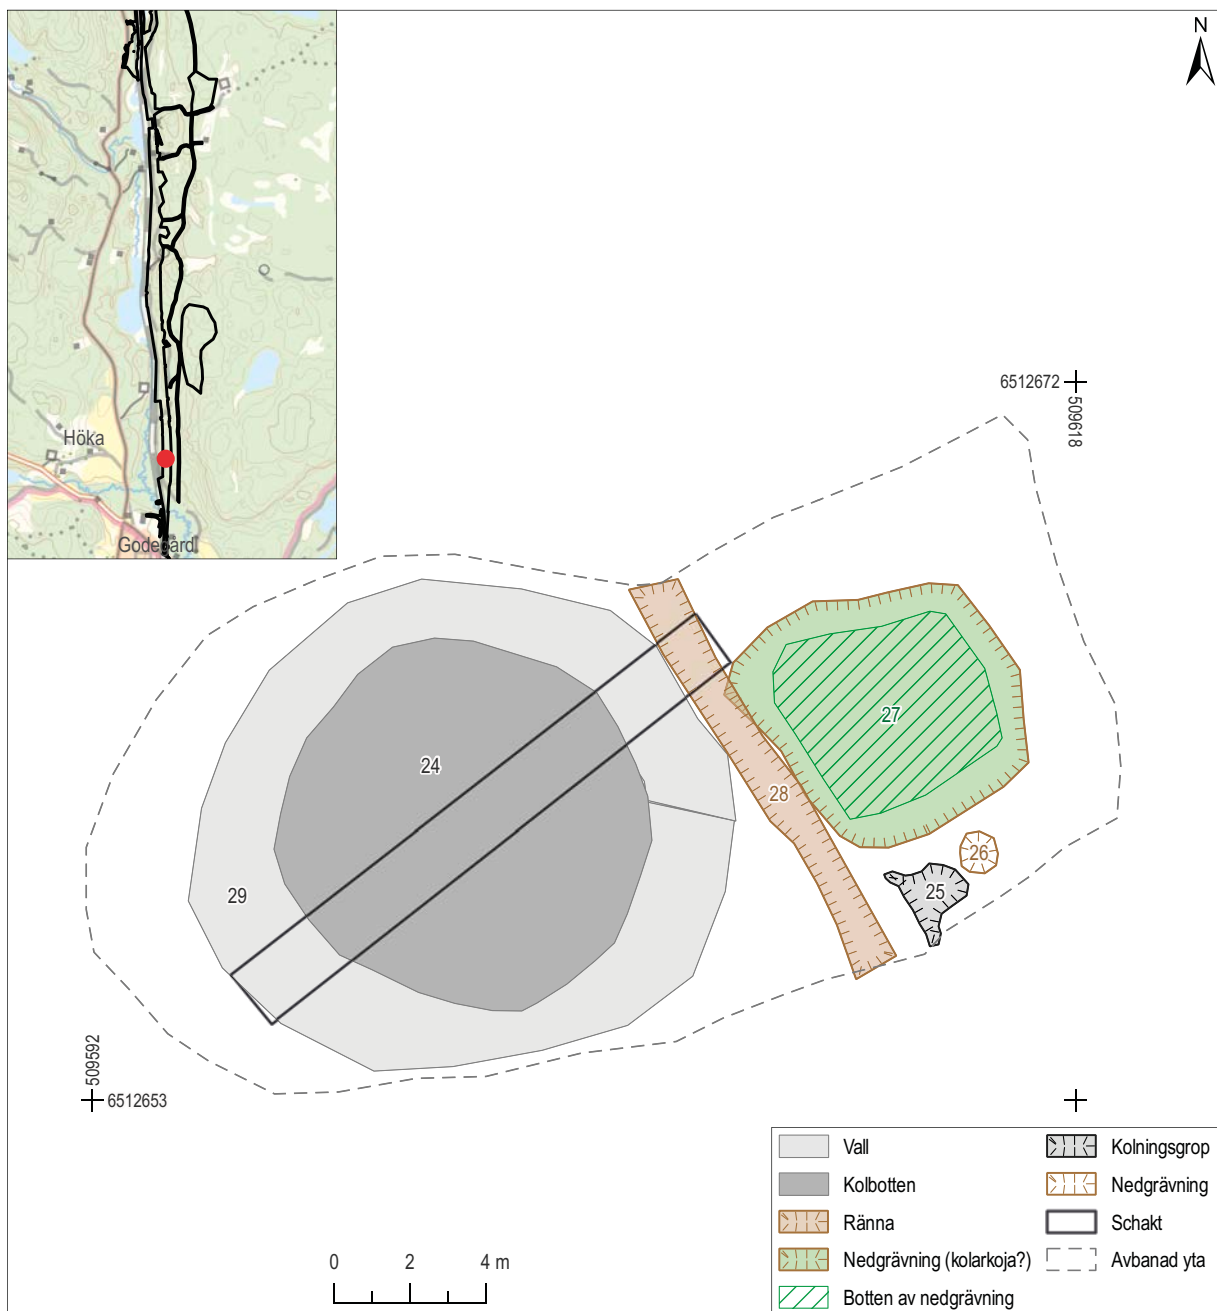 N
Höka
Godegård
6512672
509618
24
27
28
26
25
29
509592
6512653
0 2 4 m
Vall
Kolbotten
Ränna
Nedgrävning (kolarkoja?)
Botten av nedgrävning
Kolningsgrop
Nedgrävning
Schakt
Avbanad yta